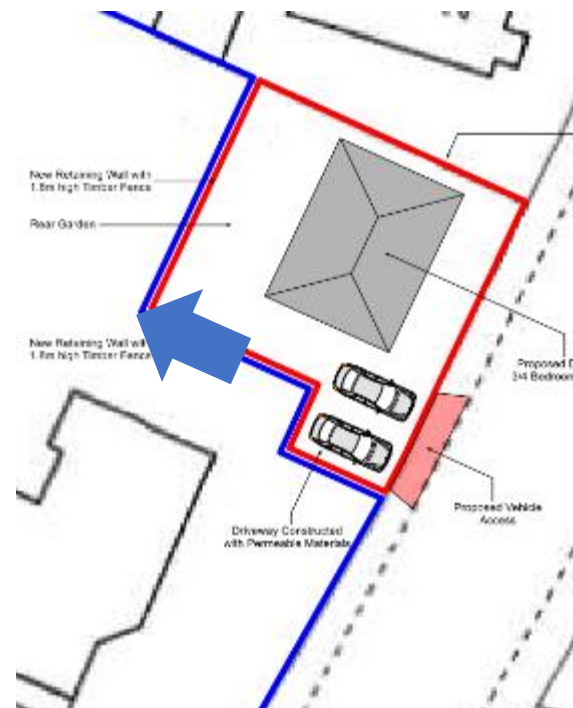 New Retaining Wall with
1.8m high Timber Fence
Rear Garden
New Retaining Wall with
1.8m high Timber Fence
Proposed D
3/4 Bedroom
Proposed Vehicle
Access
Driveway Constructed
with Permeable Materials